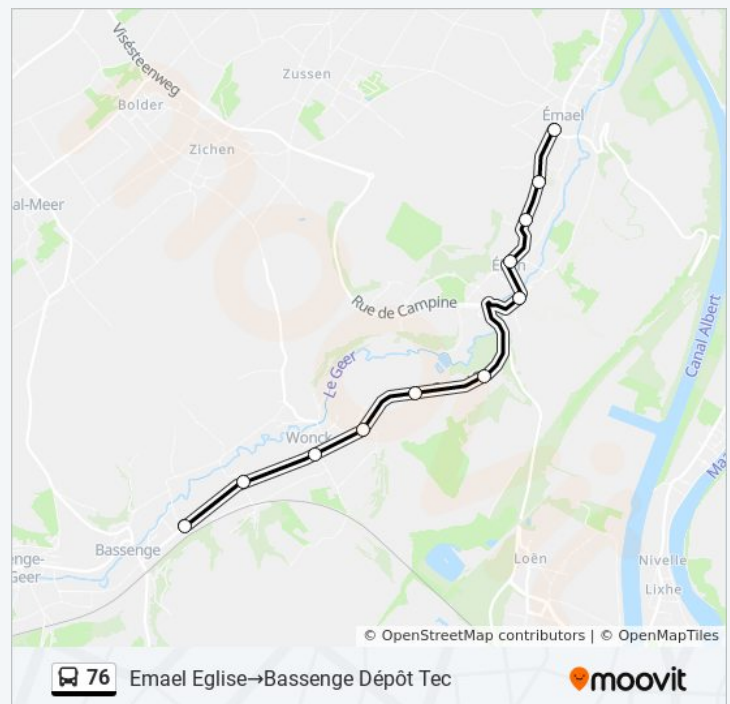 Visésteenweg
Zussen
Bolder
Émael
Zichen
al-Meer
Rue de Campine
Canal Albert
Le Geer
Wonck
Bassenge
enge-
Geer
Loën
Nivelle
Lixhe
© OpenStreetMap contributors | © OpenMapTiles
76 Emael Eglise→Bassenge Dépôt Tec
moovit